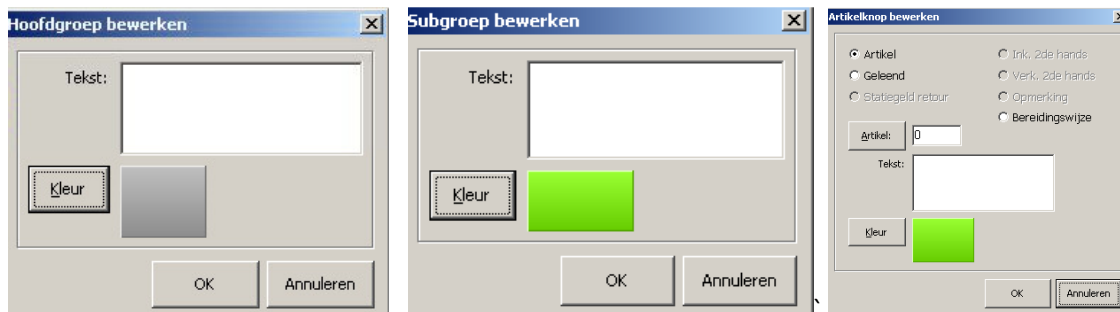 Hoofdgroep bewerken
Tekst:
Kleur
OK Annuleren
Subgroep bewerken
Tekst:
Kleur
OK Annuleren
`
Artikelknop bewerken
Artikel Ink. 2de hands
Geleend Verk. 2de hands
Statiegeld retour Opmerking
Bereidingswijze
Artikel: 0
Tekst:
Kleur
OK Annuleren